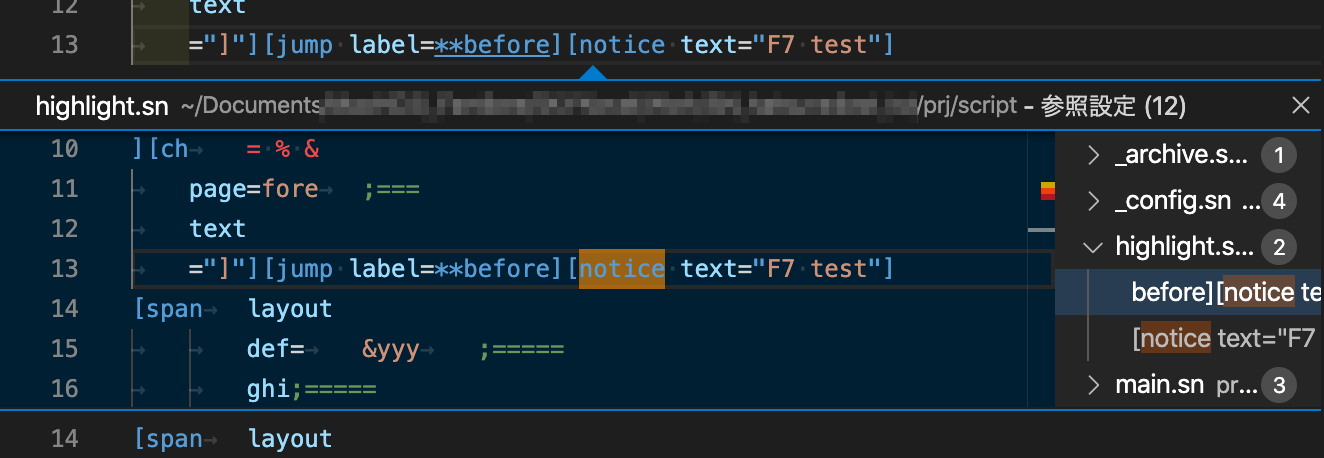 12 text
13 ="]"][jump label=**before][notice text="F7 test"]
highlight.sn ~/Documents /prj/script - 参照設定 (12)
10 ][ch = % &
11 page=fore ;===
12 text
13 ="]"][jump label=**before][notice text="F7 test"]
14 [span layout
15 def= &yyy ;=====
16 ghi;=====
_archive.s... 1
_config.sn ... 4
highlight.s... 2
before][notice te
[notice text="F7
main.sn pr... 3
14 [span layout